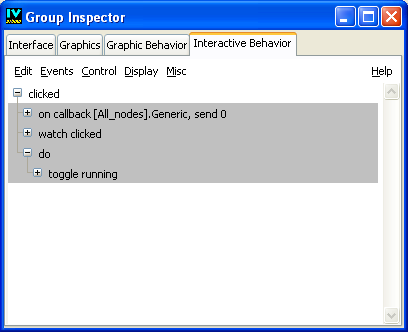 Group Inspector
Interface Graphics Graphic Behavior Interactive Behavior
Edit Events Control Display Misc Help
clicked
on callback [All_nodes].Generic, send 0
watch clicked
do
toggle running